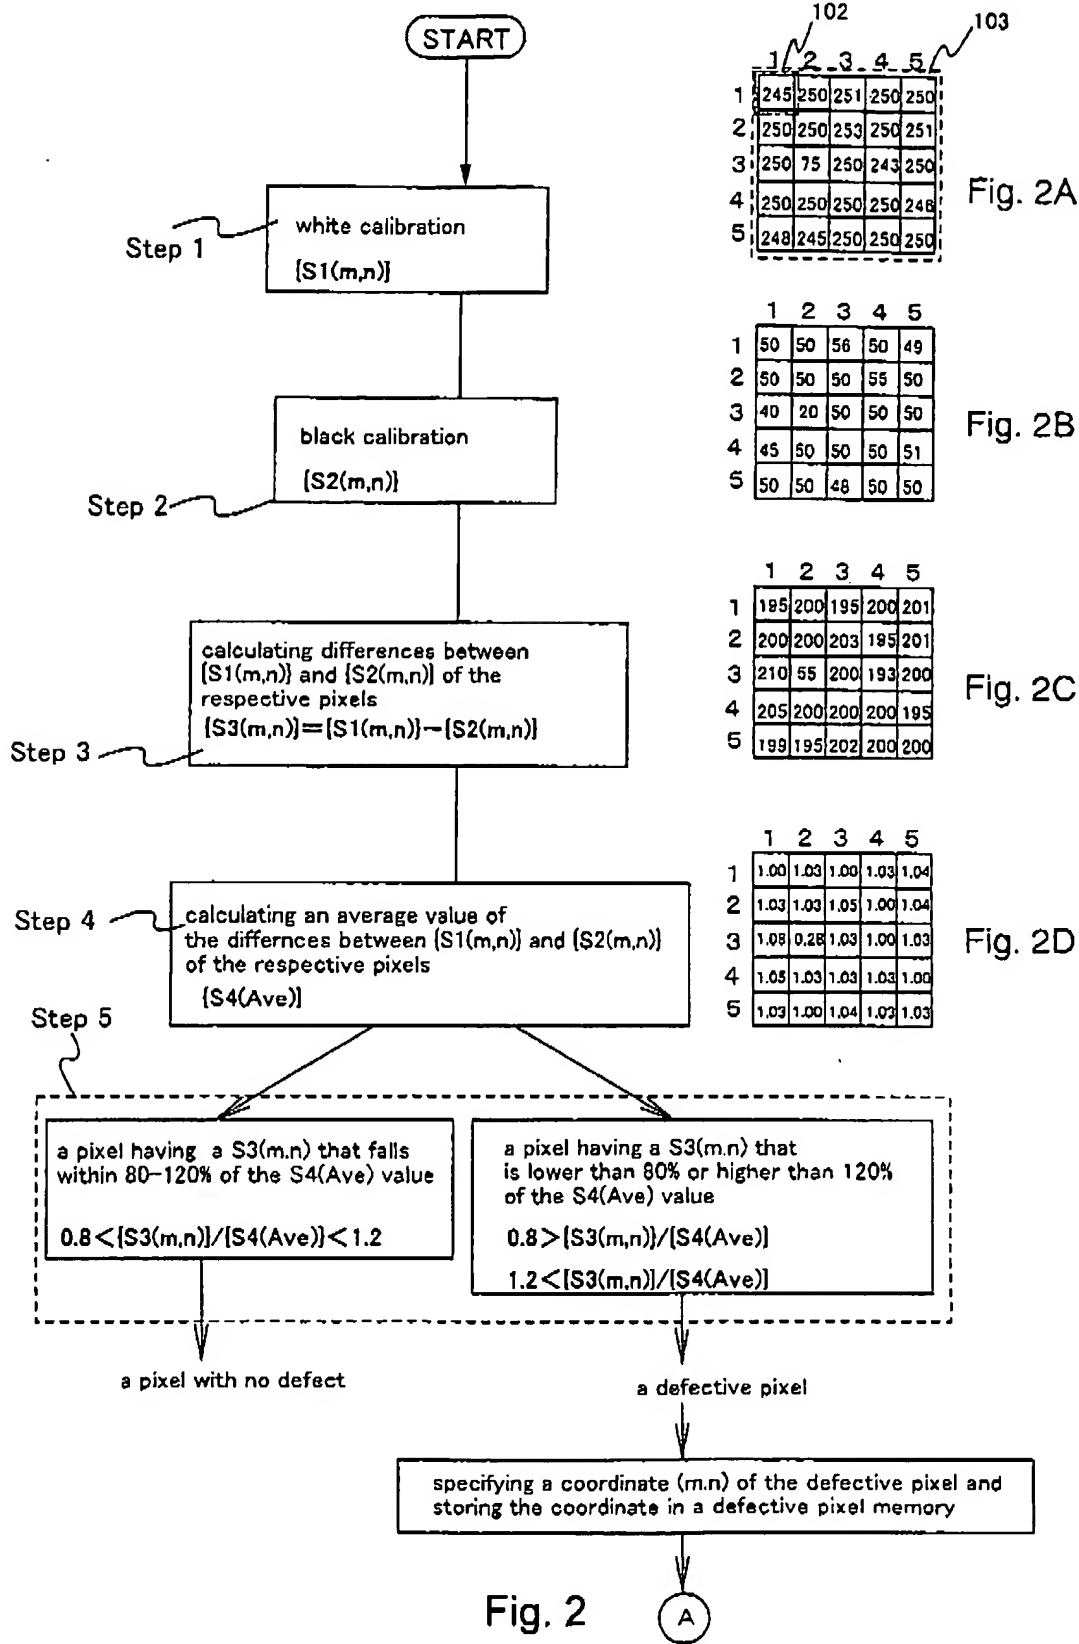 START
Step 1
white calibration
{S1(m,n)}
Step 2
black calibration
{S2(m,n)}
Step 3
calculating differences between
{S1(m,n)} and {S2(m,n)} of the
respective pixels
{S3(m,n)}={S1(m,n)}-{S2(m,n)}
Step 4
calculating an average value of
the differnces between {S1(m,n)} and {S2(m,n)}
of the respective pixels
{S4(Ave)}
Step 5
a pixel having a S3(m.n) that falls
within 80-120% of the S4(Ave) value
0.8<{S3(m,n)}/{S4(Ave)}<1.2
a pixel having a S3(m.n) that
is lower than 80% or higher than 120%
of the S4(Ave) value
0.8>{S3(m,n)}/{S4(Ave)}
1.2<{S3(m,n)}/{S4(Ave)}
a pixel with no defect
a defective pixel
specifying a coordinate (m.n) of the defective pixel and
storing the coordinate in a defective pixel memory
A
Fig. 2
102
103
1 2 3 4 5
1 245 250 251 250 250
2 250 250 253 250 251
3 250 75 250 243 250
4 250 250 250 250 246
5 248 245 250 250 250
Fig. 2A
1 2 3 4 5
1 50 50 56 50 49
2 50 50 50 55 50
3 40 20 50 50 50
4 45 50 50 50 51
5 50 50 48 50 50
Fig. 2B
1 2 3 4 5
1 195 200 195 200 201
2 200 200 203 195 201
3 210 55 200 193 200
4 205 200 200 200 195
5 199 195 202 200 200
Fig. 2C
1 2 3 4 5
1 1.00 1.03 1.00 1.03 1.04
2 1.03 1.03 1.05 1.00 1.04
3 1.08 0.28 1.03 1.00 1.03
4 1.05 1.03 1.03 1.03 1.00
5 1.03 1.00 1.04 1.03 1.03
Fig. 2D